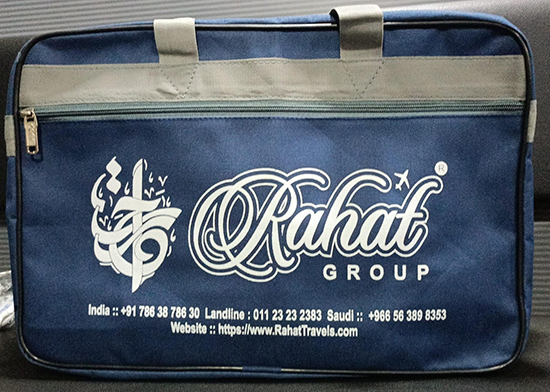 Rahat®
GROUP
India :: +91 786 38 786 30 Landline : 011 23 23 2383 Saudi :: +966 56 389 8353
Website :: https://www.RahatTravels.com